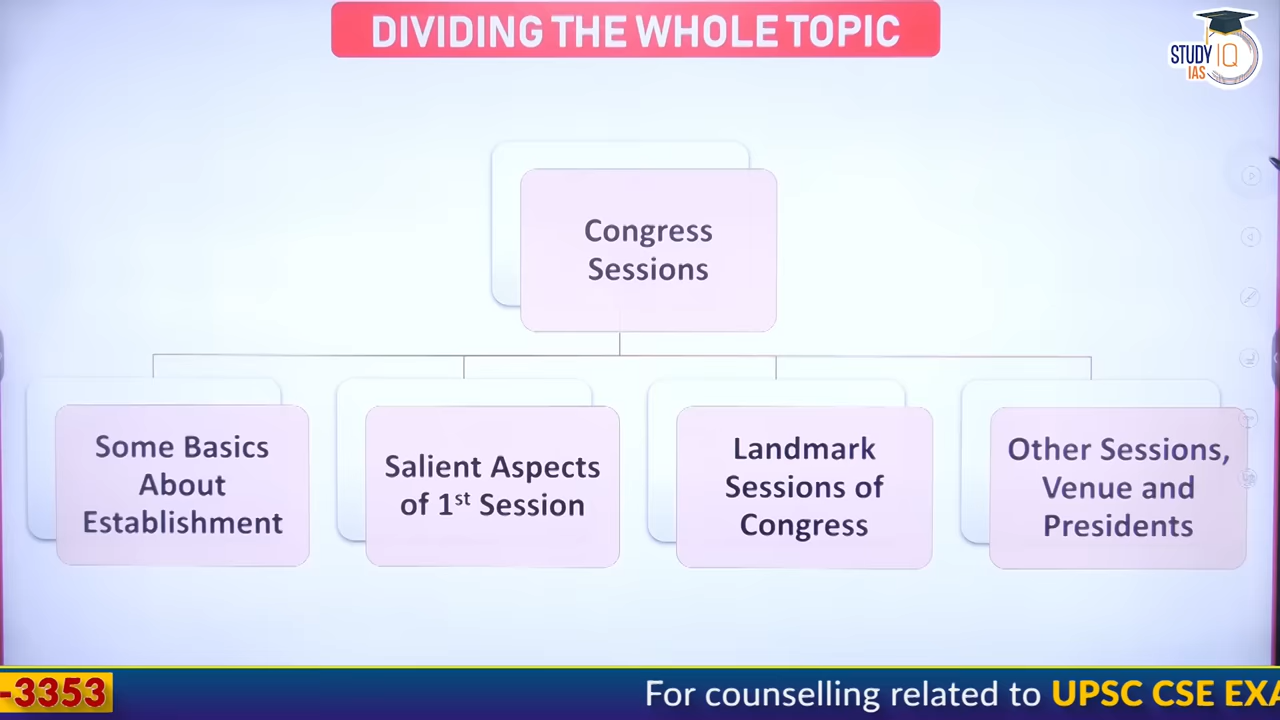 DIVIDING THE WHOLE TOPIC
STUDY IQ
IAS
Congress
Sessions
Some Basics
About
Establishment
Salient Aspects
of 1st Session
Landmark
Sessions of
Congress
Other Sessions,
Venue and
Presidents
-3353
For counselling related to UPSC CSE EXA